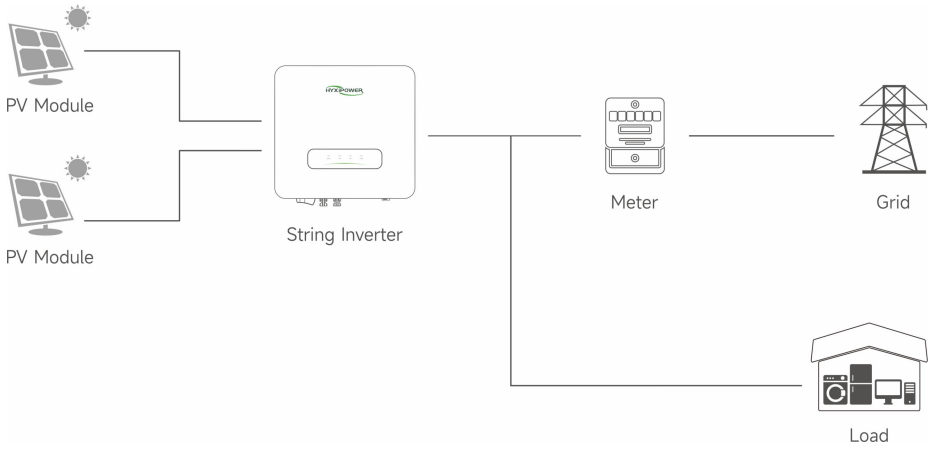 PV Module
HYXIPOWER
PV Module
String Inverter
Meter
Grid
Load